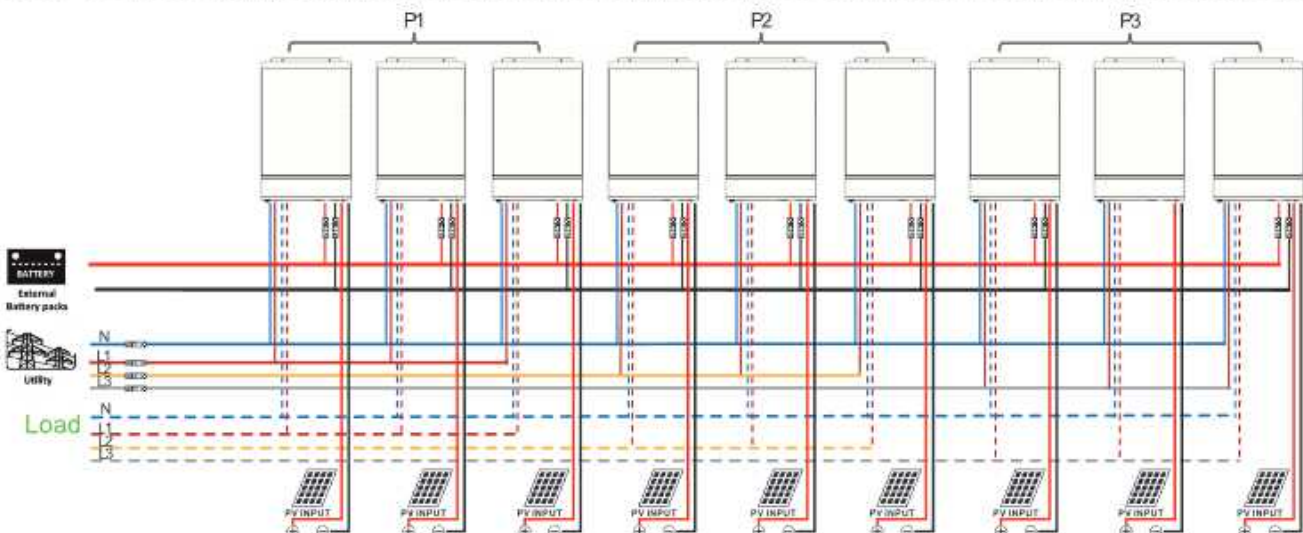 P1 P2 P3
BATTERY
External
Battery packs
N
L1
L2
L3
Utility
Load
N
L1
L2
L3
PV INPUT PV INPUT PV INPUT PV INPUT PV INPUT PV INPUT PV INPUT PV INPUT PV INPUT